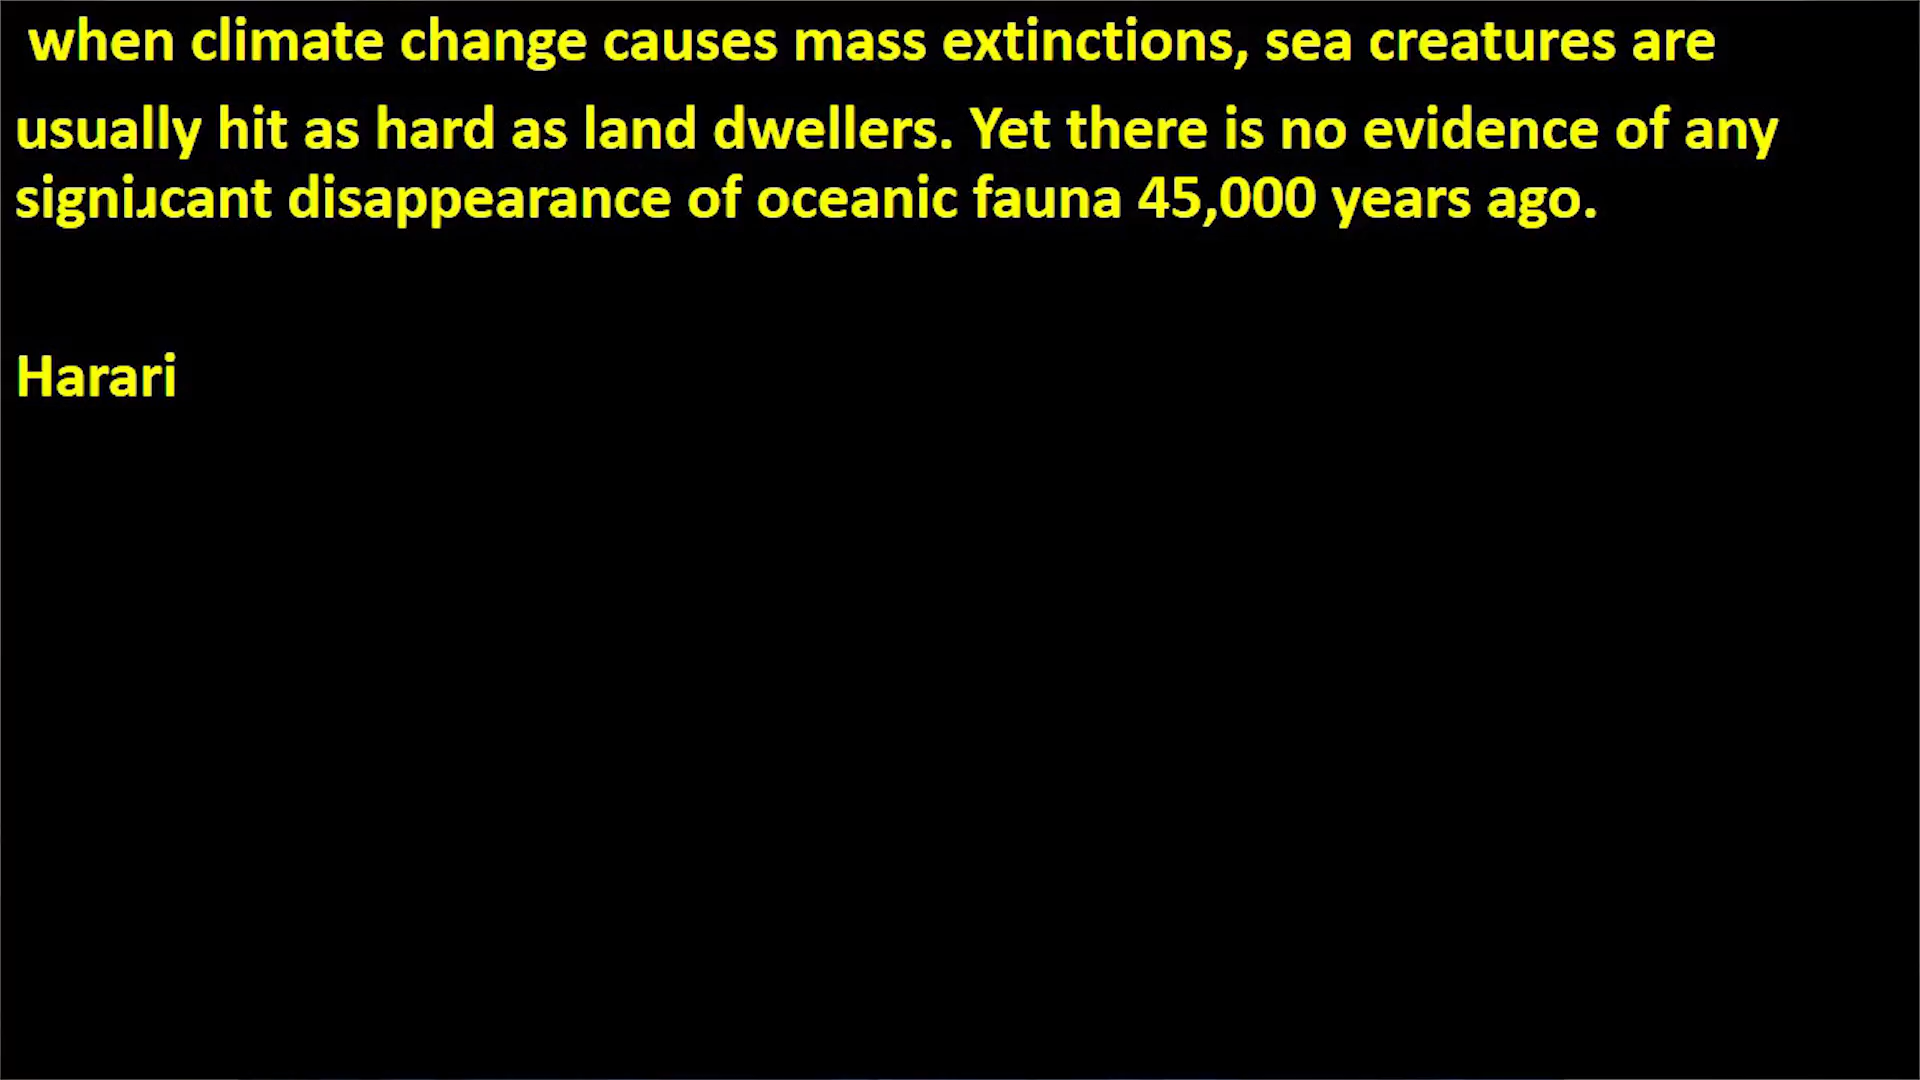 when climate change causes mass extinctions, sea creatures are
usually hit as hard as land dwellers. Yet there is no evidence of any
signiɹcant disappearance of oceanic fauna 45,000 years ago.
Harari